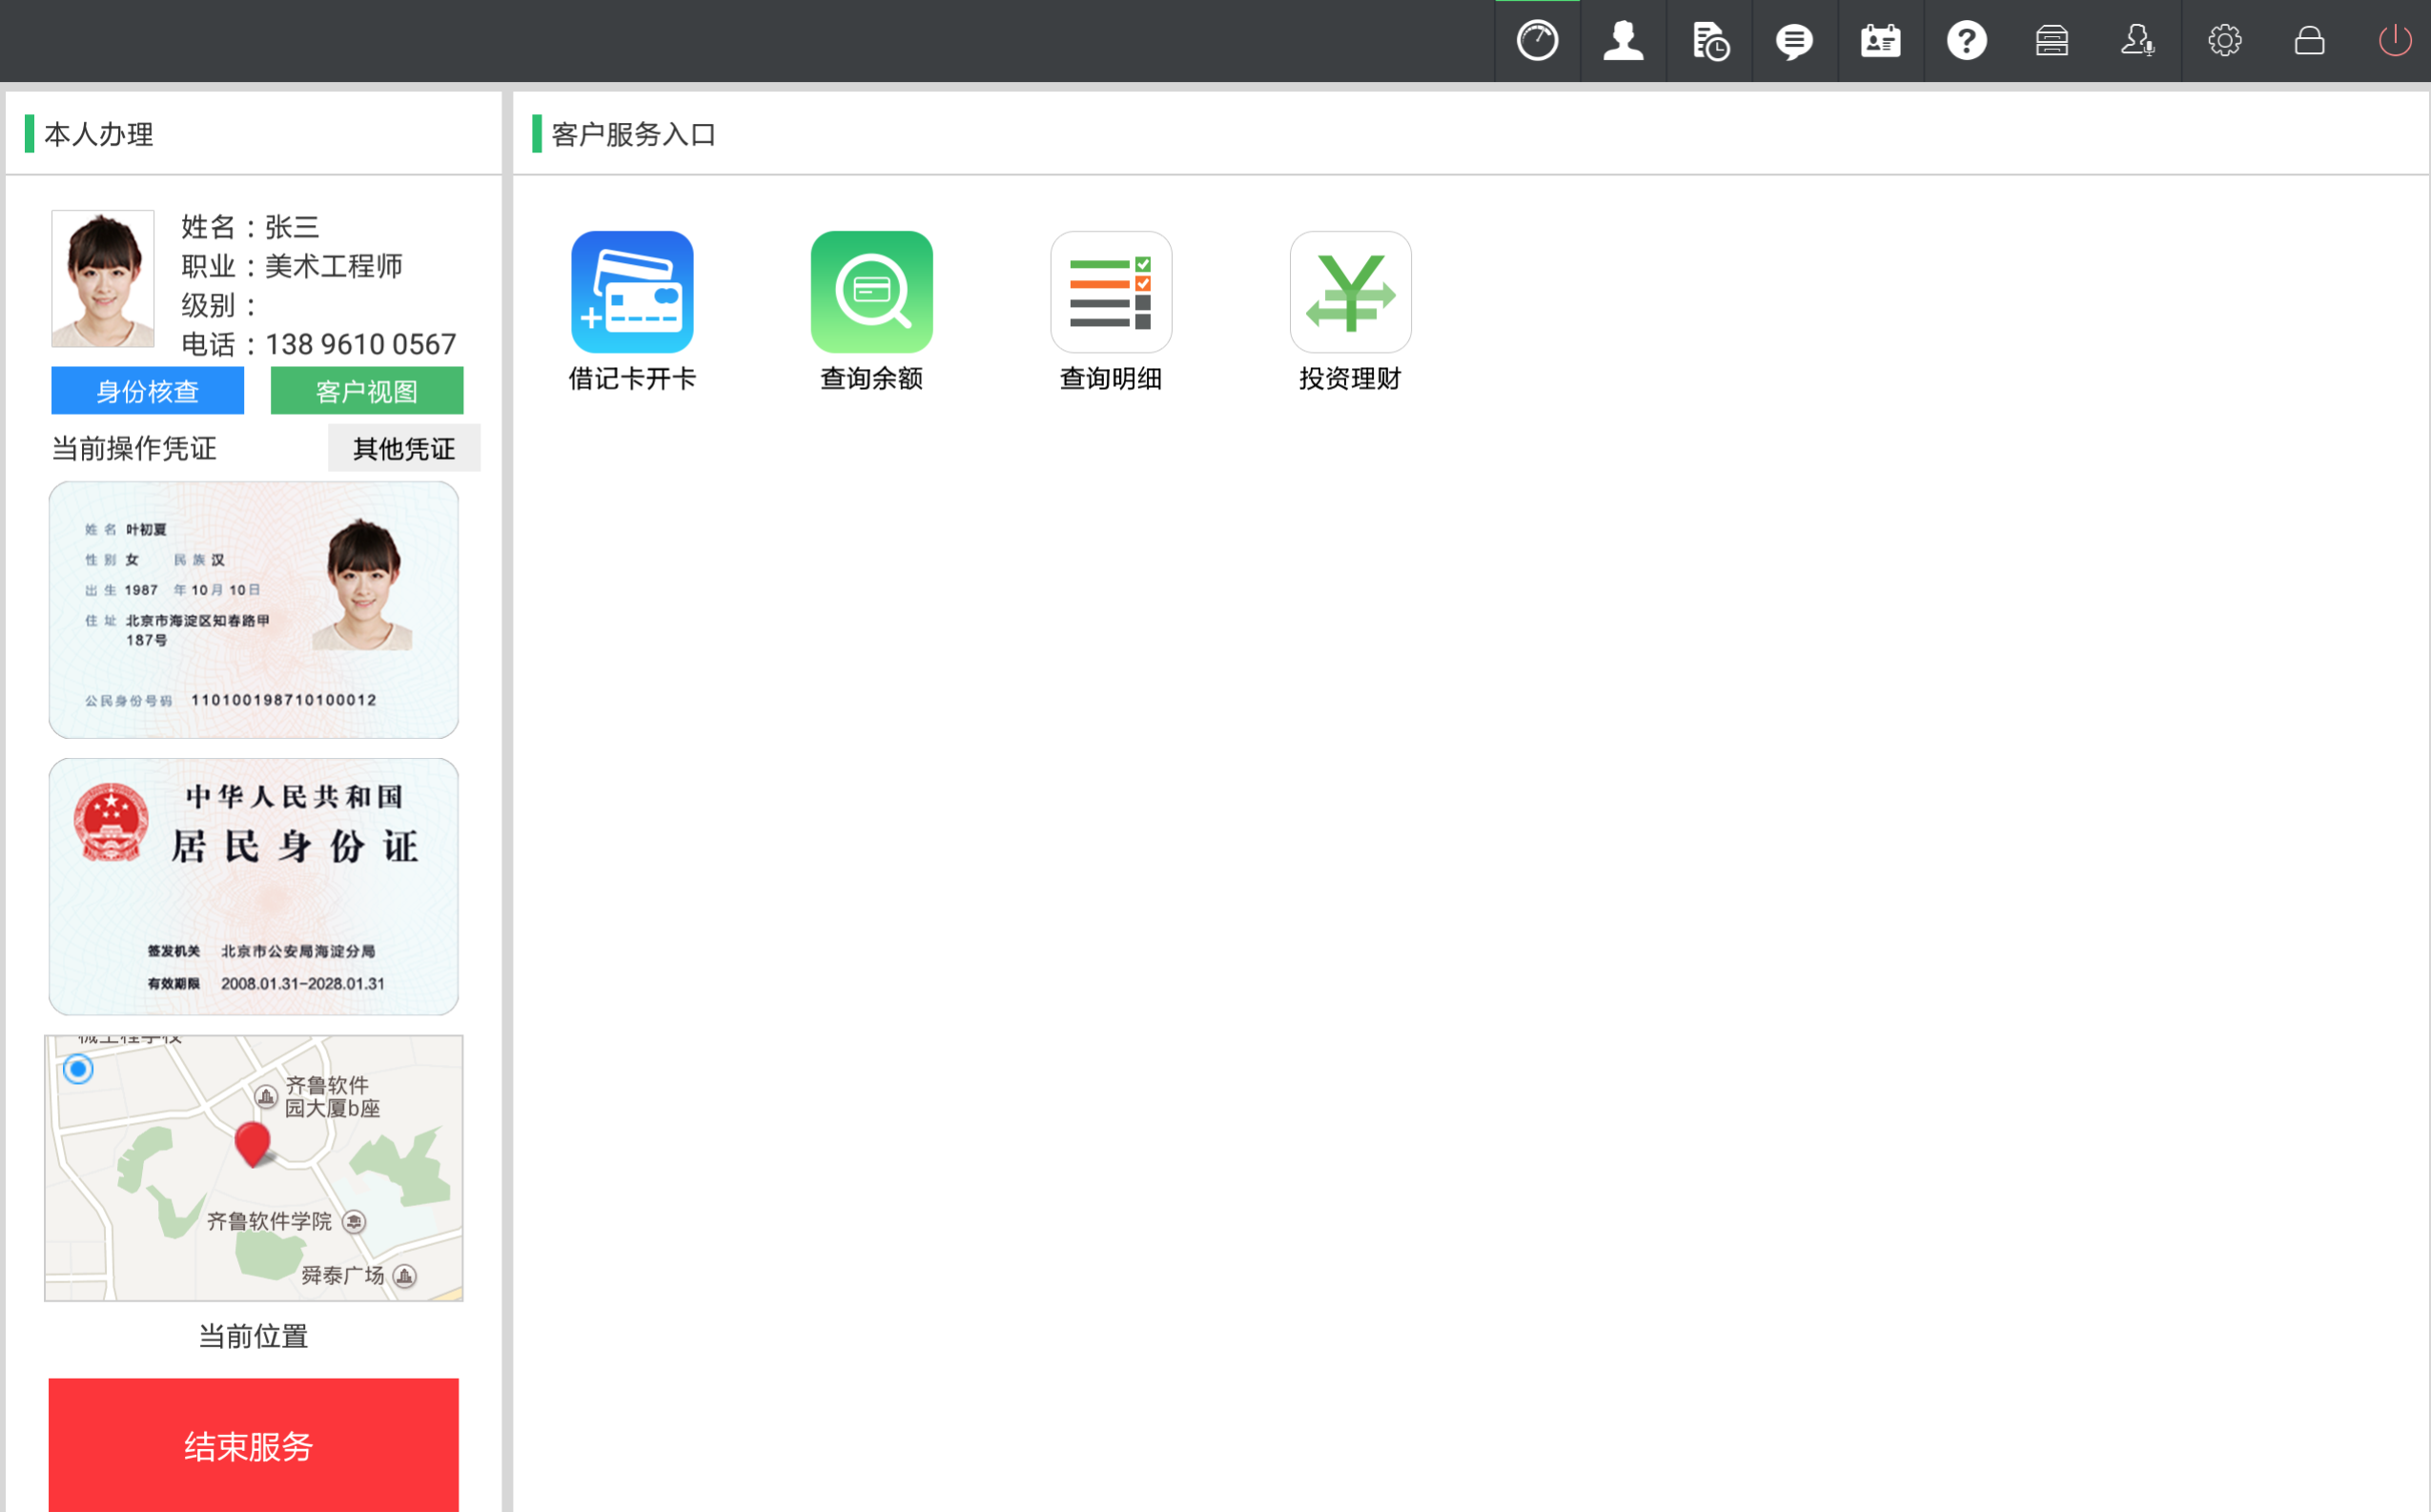 本人办理
姓名：张三
职业：美术工程师
级别：
电话：138 9610 0567
身份核查
客户视图
当前操作凭证
其他凭证
姓名 叶初夏
性别 女 民族 汉
出生 1987 年 10 月 10 日
住址 北京市海淀区知春路甲
187号
公民身份号码 110100198710100012
中华人民共和国
居民身份证
签发机关 北京市公安局海淀分局
有效期限 2008.01.31-2028.01.31
械工程学校
齐鲁软件
园大厦b座
齐鲁软件学院
舜泰广场
当前位置
结束服务
客户服务入口
借记卡开卡
查询余额
查询明细
投资理财